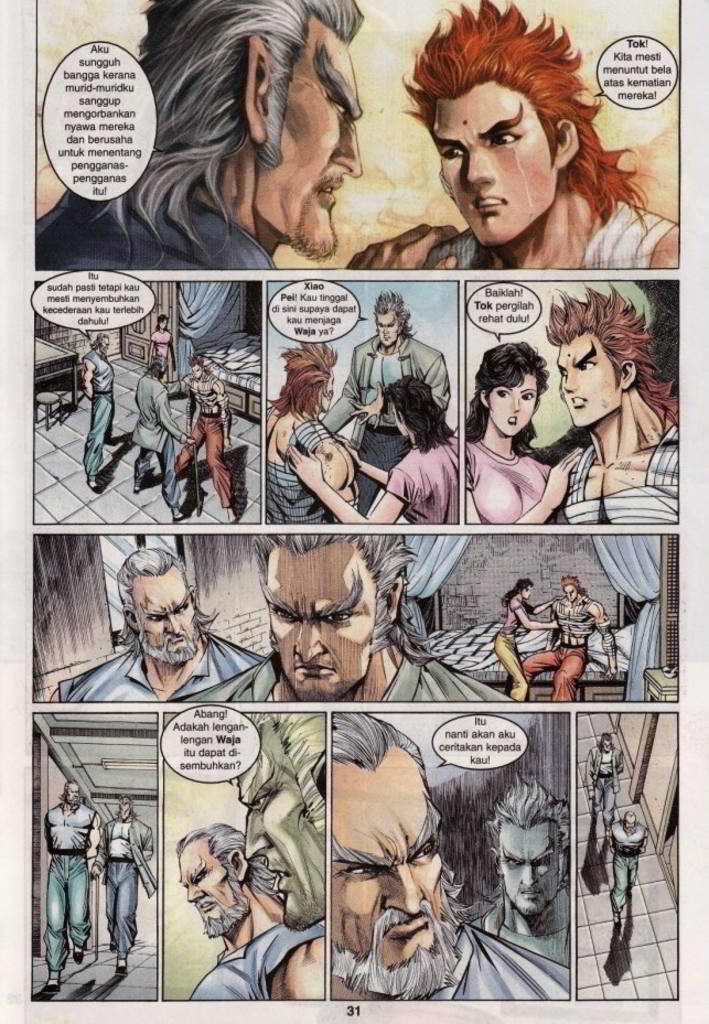 Aku
sungguh
bangga kerana
murid-muridku
sanggup
mengorbankan
nyawa mereka
dan berusaha
untuk menentang
pengganas-
pengganas
itu!
Tok!
Kita mesti
menuntut bela
atas kematian
mereka!
Itu
sudah pasti tetapi kau
mesti menyembuhkan
kecederaan kau terlebih
dahulu!
Xiao
Pei! Kau tinggal
di sini supaya dapat
kau menjaga
Waja ya?
Baiklah!
Tok pergilah
rehat dulu!
Abang!
Adakah lengan-
lengan Waja
itu dapat di-
sembuhkan?
Itu
nanti akan aku
ceritakan kepada
kau!
31